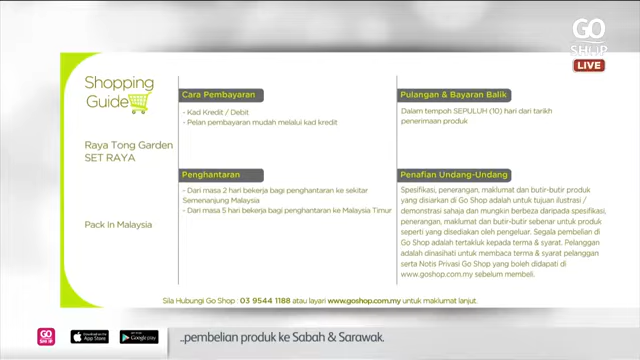 GO
SHOP
LIVE
Shopping
Guide
Raya Tong Garden
SET RAYA
Pack In Malaysia
Cara Pembayaran
- Kad Kredit / Debit
- Pelan pembayaran mudah melalui kad kredit
Penghantaran
- Dari masa 2 hari bekerja bagi penghantaran ke sekitar
Semenanjung Malaysia
- Dari masa 5 hari bekerja bagi penghantaran ke Malaysia Timur
Pulangan & Bayaran Balik
Dalam tempoh SEPULUH (10) hari dari tarikh
penerimaan produk
Penafian Undang-Undang
Spesifikasi, penerangan, maklumat dan butir-butir produk
yang disiarkan di Go Shop adalah untuk tujuan ilustrasi /
demonstrasi sahaja dan mungkin berbeza daripada spesifikasi,
penerangan, maklumat dan butir-butir sebenar untuk produk
seperti yang disediakan oleh pengeluar. Segala pembelian di
Go Shop adalah tertakluk kepada terma & syarat. Pelanggan
adalah dinasihati untuk membaca terma & syarat pelanggan
serta Notis Privasi Go Shop yang boleh didapati di
www.goshop.com.my sebelum membeli.
Sila Hubungi Go Shop : 03 9544 1188 atau layari www.goshop.com.my untuk maklumat lanjut.
GO
SHOP
Download on the
App Store
GET IT ON
Google play
..pembelian produk ke Sabah & Sarawak.